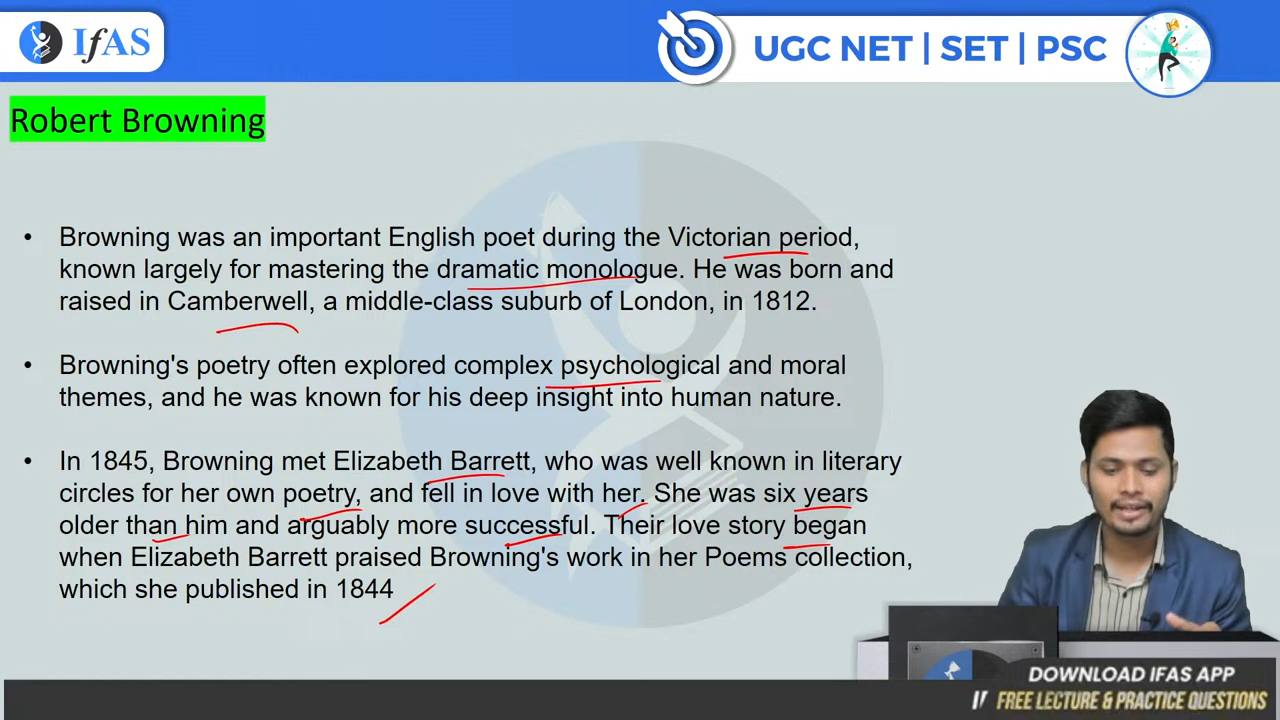 IfAS
UGC NET | SET | PSC
Robert Browning
• Browning was an important English poet during the Victorian period,
known largely for mastering the dramatic monologue. He was born and
raised in Camberwell, a middle-class suburb of London, in 1812.
• Browning's poetry often explored complex psychological and moral
themes, and he was known for his deep insight into human nature.
• In 1845, Browning met Elizabeth Barrett, who was well known in literary
circles for her own poetry, and fell in love with her. She was six years
older than him and arguably more successful. Their love story began
when Elizabeth Barrett praised Browning's work in her Poems collection,
which she published in 1844
DOWNLOAD IFAS APP
FREE LECTURE & PRACTICE QUESTIONS